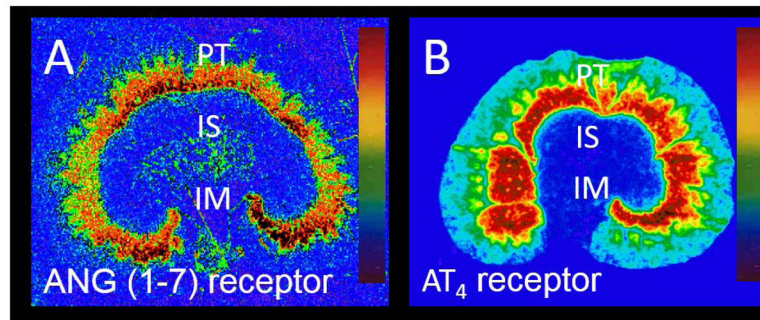 A
PT
IS
IM
ANG (1-7) receptor
B
PT
IS
IM
AT₄ receptor